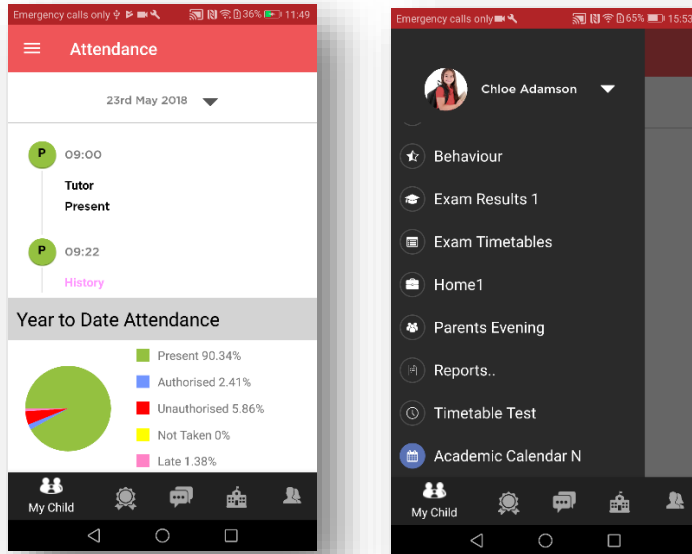 Emergency calls only 36% 11:49
Attendance
23rd May 2018
P 09:00
Tutor
Present
P 09:22
History
Year to Date Attendance
Present 90.34%
Authorised 2.41%
Unauthorised 5.86%
Not Taken 0%
Late 1.38%
My Child
Emergency calls only 65% 15:53
Chloe Adamson
Behaviour
Exam Results 1
Exam Timetables
Home1
Parents Evening
Reports..
Timetable Test
Academic Calendar N
My Child